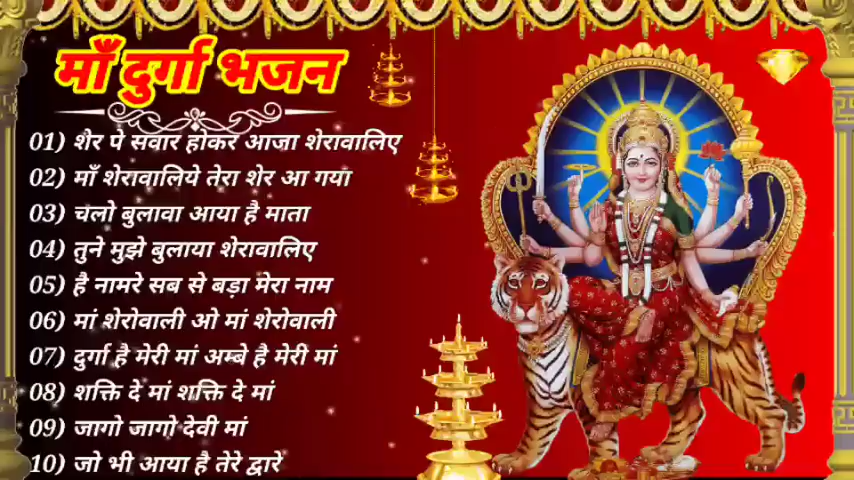 माँ दुर्गा भजन
01) शेर पे सवार होकर आजा शेरावालिए
02) माँ शेरावालिये तेरा शेर आ गया
03) चलो बुलावा आया है माता
04) तुने मुझे बुलाया शेरावालिए
05) है नामरे सब से बड़ा मेरा नाम
06) मां शेरोवाली ओ मां शेरोवाली
07) दुर्गा है मेरी मां अम्बे है मेरी मां
08) शक्ति दे मां शक्ति दे मां
09) जागो जागो देवी मां
10) जो भी आया है तेरे द्वारे